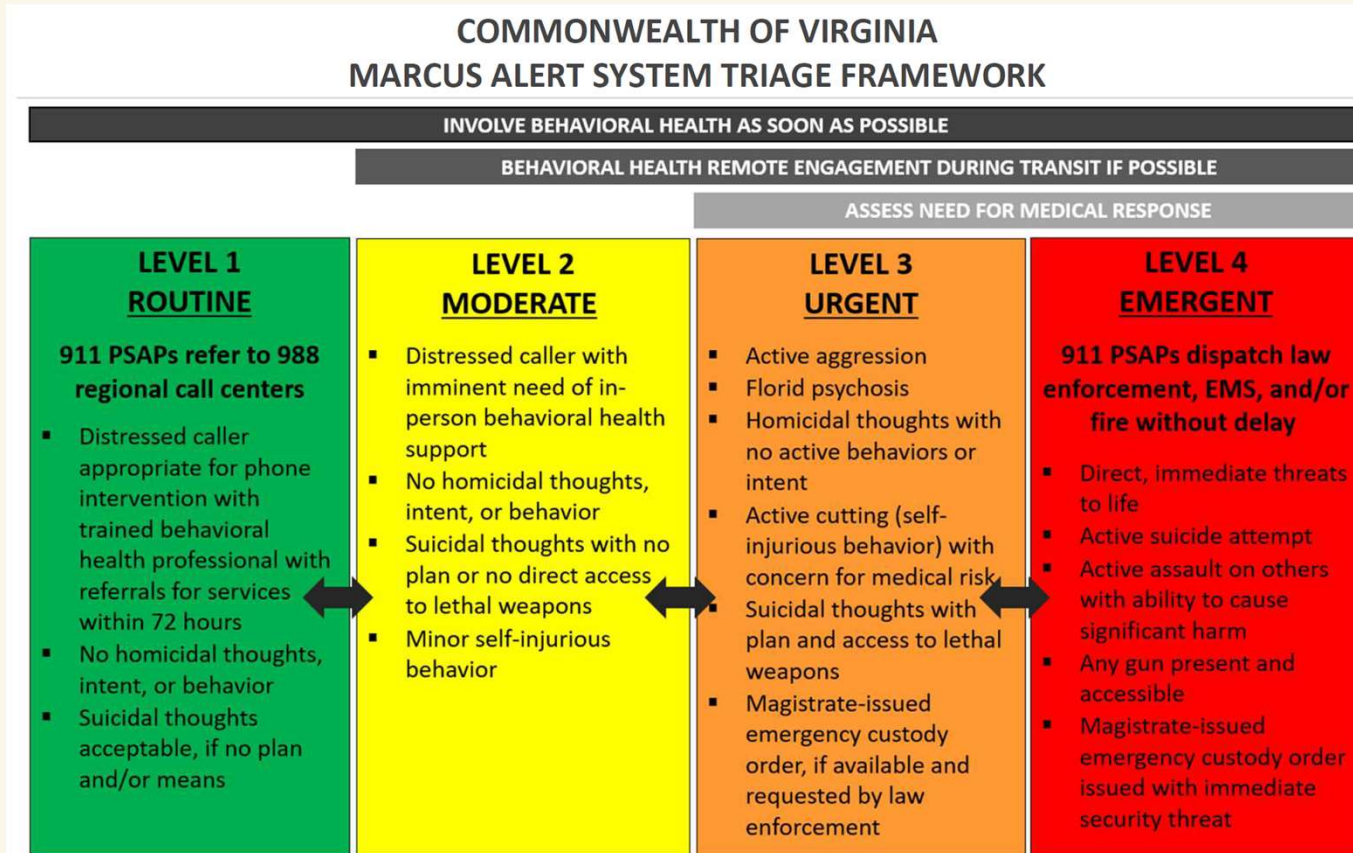 COMMONWEALTH OF VIRGINIA
MARCUS ALERT SYSTEM TRIAGE FRAMEWORK
INVOLVE BEHAVIORAL HEALTH AS SOON AS POSSIBLE
BEHAVIORAL HEALTH REMOTE ENGAGEMENT DURING TRANSIT IF POSSIBLE
ASSESS NEED FOR MEDICAL RESPONSE
LEVEL 1
ROUTINE
911 PSAPs refer to 988
regional call centers
▪ Distressed caller
appropriate for phone
intervention with
trained behavioral
health professional with
referrals for services
within 72 hours
▪ No homicidal thoughts,
intent, or behavior
▪ Suicidal thoughts
acceptable, if no plan
and/or means
LEVEL 2
MODERATE
▪ Distressed caller with
imminent need of in-
person behavioral health
support
▪ No homicidal thoughts,
intent, or behavior
▪ Suicidal thoughts with no
plan or no direct access
to lethal weapons
▪ Minor self-injurious
behavior
LEVEL 3
URGENT
▪ Active aggression
▪ Florid psychosis
▪ Homicidal thoughts with
no active behaviors or
intent
▪ Active cutting (self-
injurious behavior) with
concern for medical risk
▪ Suicidal thoughts with
plan and access to lethal
weapons
▪ Magistrate-issued
emergency custody
order, if available and
requested by law
enforcement
LEVEL 4
EMERGENT
911 PSAPs dispatch law
enforcement, EMS, and/or
fire without delay
▪ Direct, immediate threats
to life
▪ Active suicide attempt
▪ Active assault on others
with ability to cause
significant harm
▪ Any gun present and
accessible
▪ Magistrate-issued
emergency custody order
issued with immediate
security threat